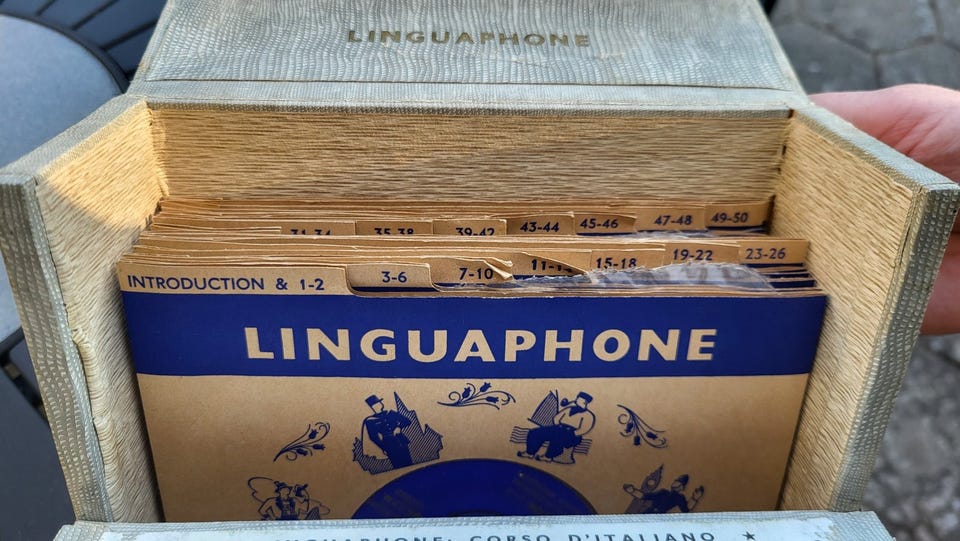 LINGUAPHONE
31-34 35-38 39-42 43-44 45-46 47-48 49-50
INTRODUCTION & 1-2 3-6 7-10 11-14 15-18 19-22 23-26
LINGUAPHONE
LINGUAPHONE: CORSO D'ITALIANO ★